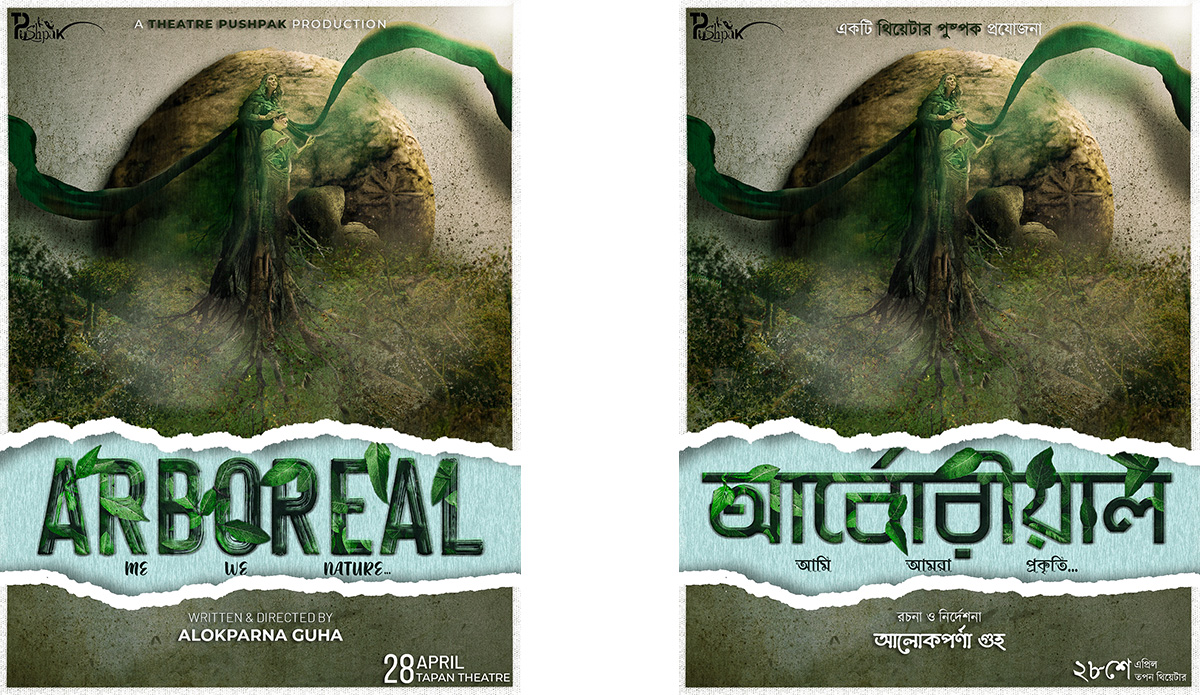 Pushpak
A THEATRE PUSHPAK PRODUCTION
ARBOREAL
ME WE NATURE...
WRITTEN & DIRECTED BY
ALOKPARNA GUHA
28 APRIL
TAPAN THEATRE
Pushpak
একটি থিয়েটার পুষ্পক প্রযোজনা
আর্বোরীয়াল
আমি আমরা প্রকৃতি...
রচনা ও নির্দেশনা
আলোকপর্ণা গুহ
২৮শে এপ্রিল
তপন থিয়েটার